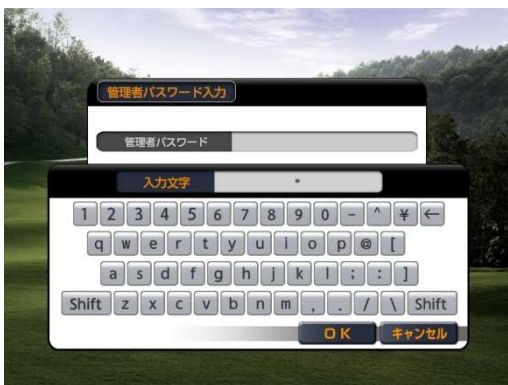 管理者パスワード入力
管理者パスワード
入力文字 *
1 2 3 4 5 6 7 8 9 0 - ^ ¥ ←
q w e r t y u i o p @ [
a s d f g h j k l ; : ]
Shift z x c v b n m , . / \ Shift
OK キャンセル